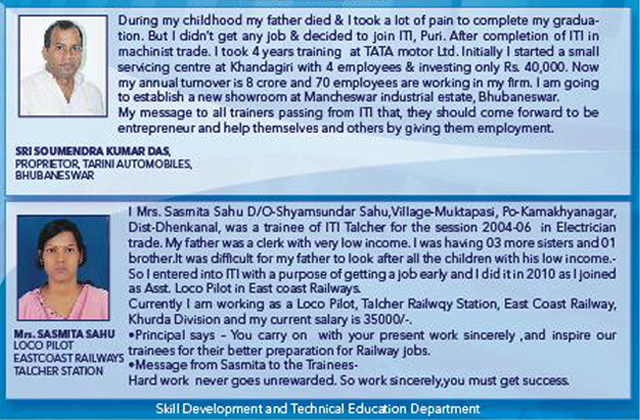 During my childhood my father died & I took a lot of pain to complete my gradua-
tion. But I didn't get any job & decided to join ITI, Puri. After completion of ITI in
machinist trade. I took 4 years training at TATA motor Ltd. Initially I started a small
servicing centre at Khandagiri with 4 employees & investing only Rs. 40,000. Now
my annual turnover is 8 crore and 70 employees are working in my firm. I am going
to establish a new showroom at Mancheswar industrial estate, Bhubaneswar.
My message to all trainers passing from ITI that, they should come forward to be
entrepreneur and help themselves and others by giving them employment.
SRI SOUMENDRA KUMAR DAS,
PROPRIETOR, TARINI AUTOMOBILES,
BHUBANESWAR
I Mrs. Sasmita Sahu D/O-Shyamsundar Sahu,Village-Muktapasi, Po-Kamakhyanagar,
Dist-Dhenkanal, was a trainee of ITI Talcher for the session 2004-06 in Electrician
trade. My father was a clerk with very low income. I was having 03 more sisters and 01
brother.It was difficult for my father to look after all the children with his low income.-
So I entered into ITI with a purpose of getting a job early and I did it in 2010 as I joined
as Asst. Loco Pilot in East coast Railways.
Currently I am working as a Loco Pilot, Talcher Railwqy Station, East Coast Railway,
Khurda Division and my current salary is 35000/-.
•Principal says – You carry on with your present work sincerely ,and inspire our
trainees for their better preparation for Railway jobs.
•Message from Sasmita to the Trainees-
Hard work never goes unrewarded. So work sincerely,you must get success.
Mrs. SASMITA SAHU
LOCO PILOT
EASTCOAST RAILWAYS
TALCHER STATION
Skill Development and Technical Education Department